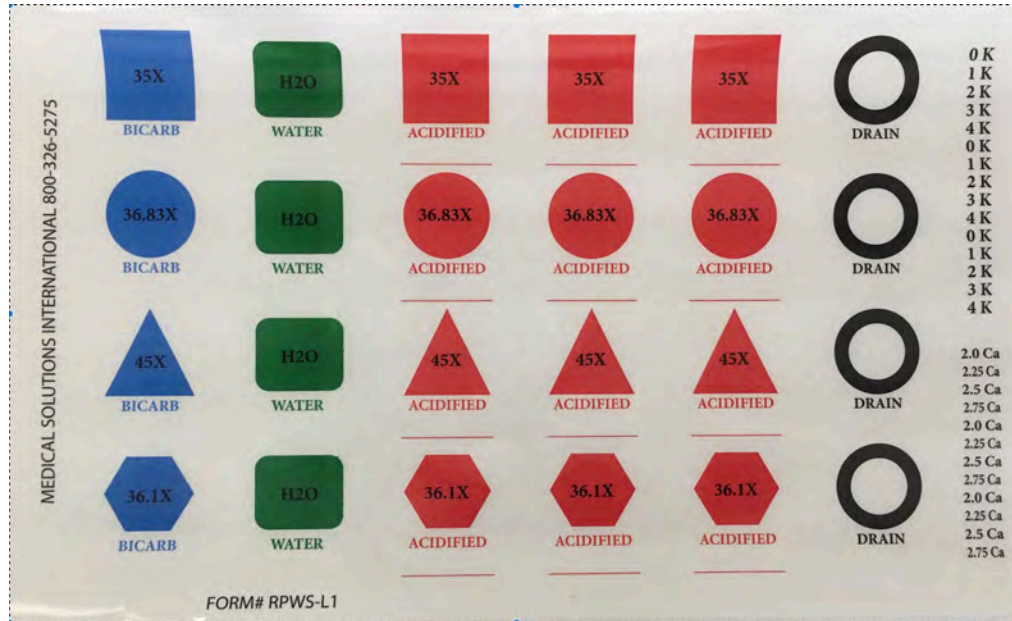 MEDICAL SOLUTIONS INTERNATIONAL 800-326-5275
35X
BICARB
H2O
WATER
35X
ACIDIFIED
35X
ACIDIFIED
35X
ACIDIFIED
DRAIN
36.83X
BICARB
H2O
WATER
36.83X
ACIDIFIED
36.83X
ACIDIFIED
36.83X
ACIDIFIED
DRAIN
45X
BICARB
H2O
WATER
45X
ACIDIFIED
45X
ACIDIFIED
45X
ACIDIFIED
DRAIN
36.1X
BICARB
H2O
WATER
36.1X
ACIDIFIED
36.1X
ACIDIFIED
36.1X
ACIDIFIED
DRAIN
0 K
1 K
2 K
3 K
4 K
0 K
1 K
2 K
3 K
4 K
0 K
1 K
2 K
3 K
4 K
2.0 Ca
2.25 Ca
2.5 Ca
2.75 Ca
2.0 Ca
2.25 Ca
2.5 Ca
2.75 Ca
2.0 Ca
2.25 Ca
2.5 Ca
2.75 Ca
FORM# RPWS-L1